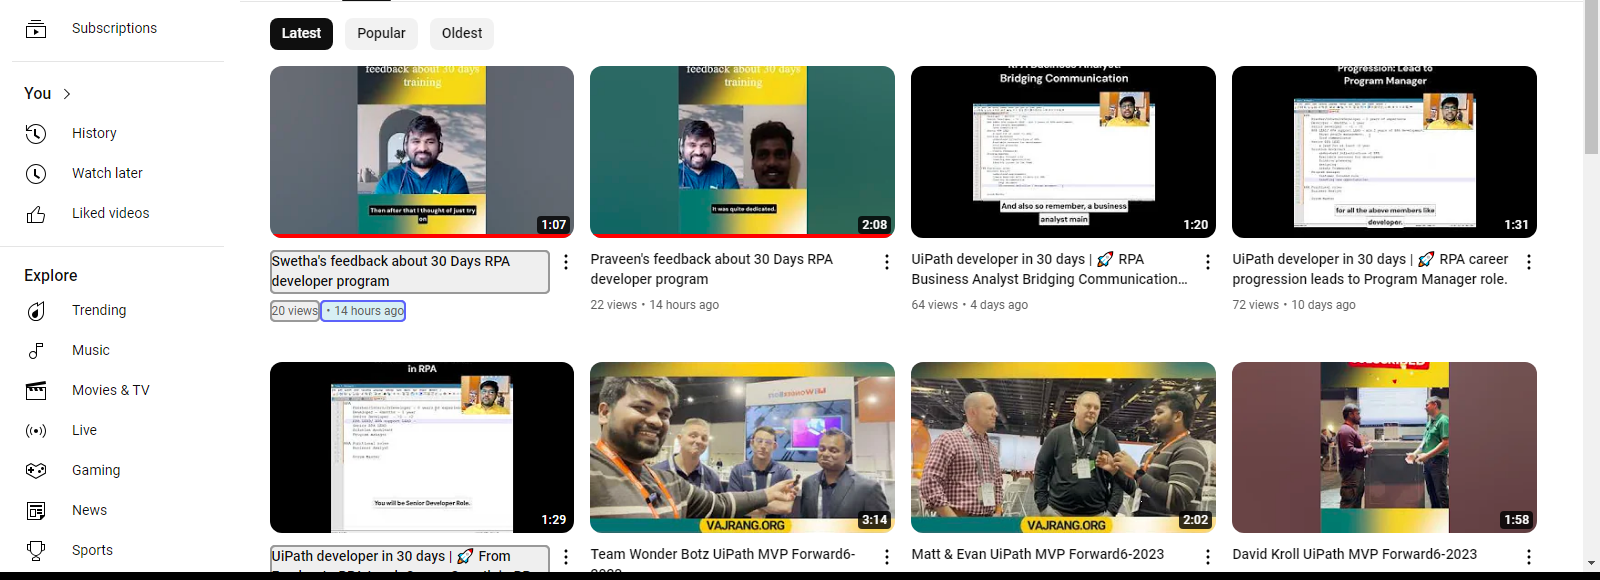 Subscriptions
You
History
Watch later
Liked videos
Explore
Trending
Music
Movies & TV
Live
Gaming
News
Sports
Latest
Popular
Oldest
feedback about 30 days
training
Then after that I thought of just try
on
1:07
Swetha's feedback about 30 Days RPA
developer program
20 views • 14 hours ago
feedback about 30 days
training
It was quite dedicated.
2:08
Praveen's feedback about 30 Days RPA
developer program
22 views • 14 hours ago
RPA Business Analyst:
Bridging Communication
And also so remember, a business
analyst main
1:20
UiPath developer in 30 days | 🚀 RPA
Business Analyst Bridging Communication...
64 views • 4 days ago
Progression: Lead to
Program Manager
for all the above members like
developer.
1:31
UiPath developer in 30 days | 🚀 RPA career
progression leads to Program Manager role.
72 views • 10 days ago
in RPA
You will be Senior Developer Role.
1:29
UiPath developer in 30 days | 🚀 From
VAJRANG.ORG
3:14
Team Wonder Botz UiPath MVP Forward6-
2023
VAJRANG.ORG
2:02
Matt & Evan UiPath MVP Forward6-2023
SUBSCRIBED
1:58
David Kroll UiPath MVP Forward6-2023